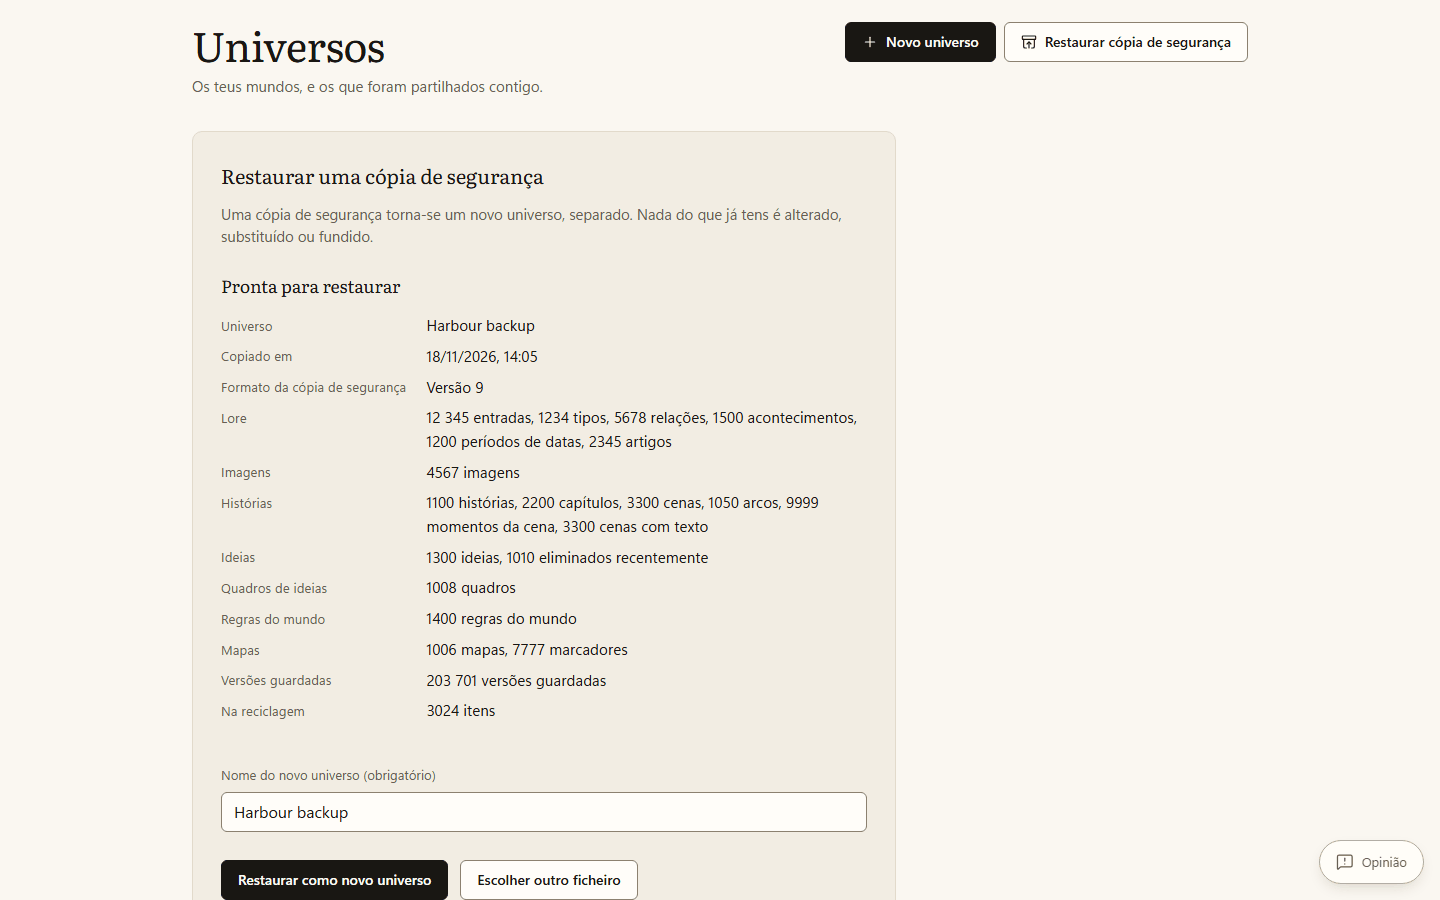 Universos
Novo universo
Restaurar cópia de segurança
Os teus mundos, e os que foram partilhados contigo.
Restaurar uma cópia de segurança
Uma cópia de segurança torna-se um novo universo, separado. Nada do que já tens é alterado,
substituído ou fundido.
Pronta para restaurar
Universo Harbour backup
Copiado em 18/11/2026, 14:05
Formato da cópia de segurança Versão 9
Lore 12 345 entradas, 1234 tipos, 5678 relações, 1500 acontecimentos,
1200 períodos de datas, 2345 artigos
Imagens 4567 imagens
Histórias 1100 histórias, 2200 capítulos, 3300 cenas, 1050 arcos, 9999
momentos da cena, 3300 cenas com texto
Ideias 1300 ideias, 1010 eliminados recentemente
Quadros de ideias 1008 quadros
Regras do mundo 1400 regras do mundo
Mapas 1006 mapas, 7777 marcadores
Versões guardadas 203 701 versões guardadas
Na reciclagem 3024 itens
Nome do novo universo (obrigatório)
Harbour backup
Restaurar como novo universo
Escolher outro ficheiro
Opinião